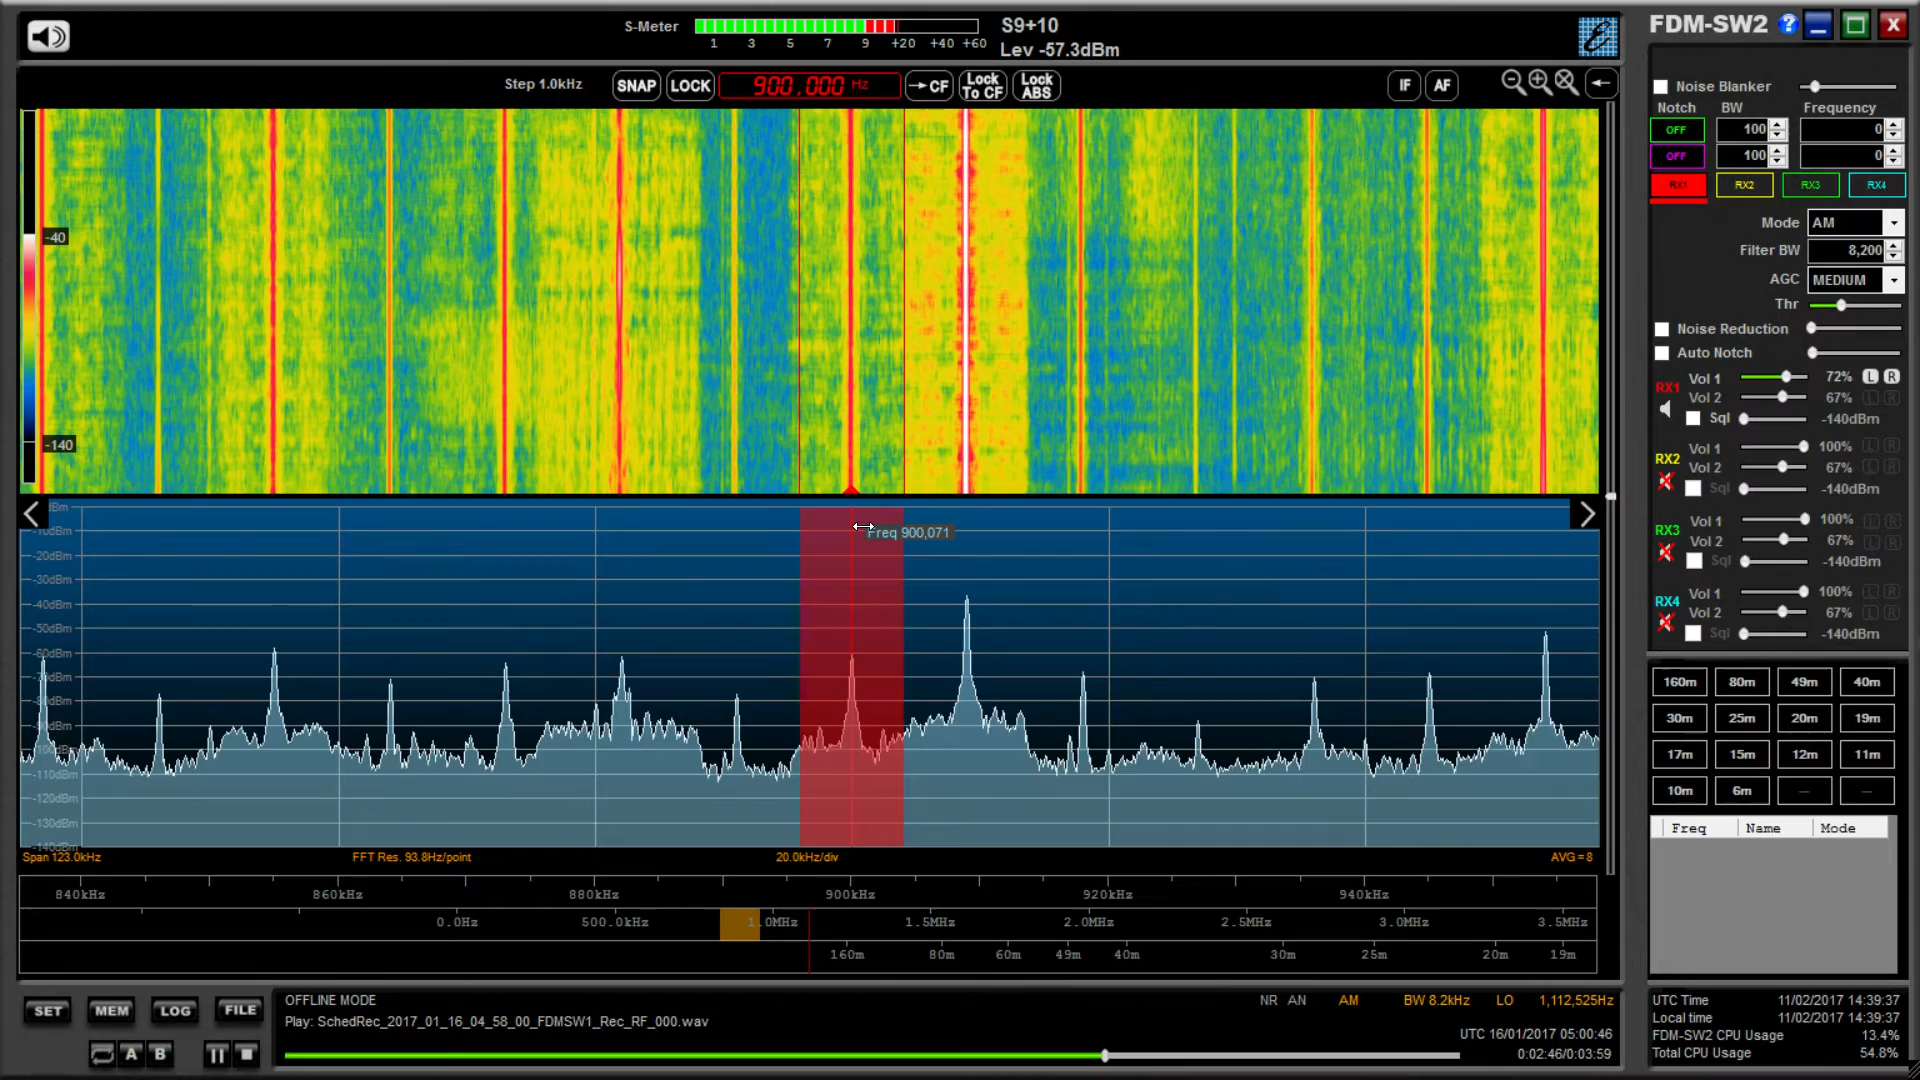 S-Meter
1 3 5 7 9 +20 +40 +60
S9+10
Lev -57.3dBm
FDM-SW2 ?
X
Step 1.0kHz
SNAP
LOCK
900.000 Hz
→CF
Lock To CF
Lock ABS
IF
AF
-40
-140
Freq 900,071
-10dBm
-20dBm
-30dBm
-40dBm
-50dBm
-60dBm
-70dBm
-80dBm
-90dBm
-100dBm
-110dBm
-120dBm
-130dBm
-140dBm
Span 123.0kHz
FFT Res. 93.8Hz/point
20.0kHz/div
AVG=8
840kHz 860kHz 880kHz 900kHz 920kHz 940kHz
0.0Hz 500.0kHz 1.0MHz 1.5MHz 2.0MHz 2.5MHz 3.0MHz 3.5MHz
160m 80m 60m 49m 40m 30m 25m 20m 19m
SET MEM LOG FILE
A B
OFFLINE MODE
NR AN AM BW 8.2kHz LO 1,112,525Hz
Play: SchedRec_2017_01_16_04_58_00_FDMSW1_Rec_RF_000.wav
UTC 16/01/2017 05:00:46
0:02:46/0:03:59
Noise Blanker
Notch BW Frequency
OFF 100 0
OFF 100 0
RX1 RX2 RX3 RX4
Mode AM
Filter BW 8,200
AGC MEDIUM
Thr
Noise Reduction
Auto Notch
RX1
Vol 1 72% L R
Vol 2 67% L R
Sql -140dBm
RX2
Vol 1 100% L R
Vol 2 67% L R
Sql -140dBm
RX3
Vol 1 100% L R
Vol 2 67% L R
Sql -140dBm
RX4
Vol 1 100% L R
Vol 2 67% L R
Sql -140dBm
160m 80m 49m 40m
30m 25m 20m 19m
17m 15m 12m 11m
10m 6m — —
Freq Name Mode
UTC Time 11/02/2017 14:39:37
Local time 11/02/2017 14:39:37
FDM-SW2 CPU Usage 13.4%
Total CPU Usage 54.8%